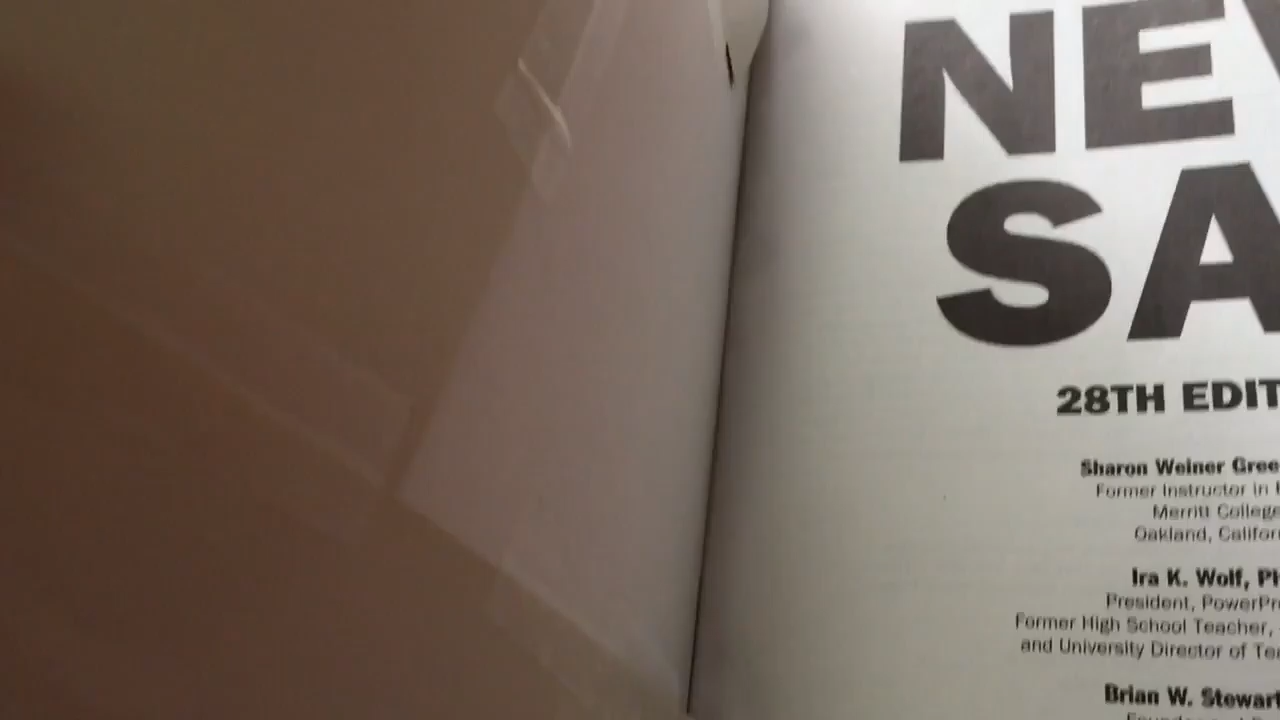 NEW
SA
28TH EDIT
Sharon Weiner Gree
Former Instructor in
Merritt College
Oakland, Califor
Ira K. Wolf, Ph
President, PowerPr
Former High School Teacher,
and University Director of Te
Brian W. Stewart